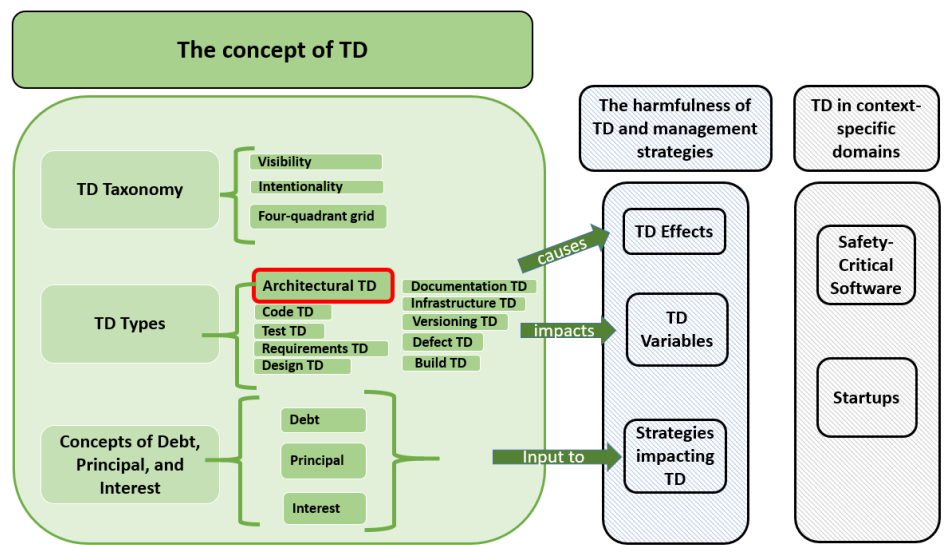 The concept of TD
TD Taxonomy
Visibility
Intentionality
Four-quadrant grid
TD Types
Architectural TD
Code TD
Test TD
Requirements TD
Design TD
Documentation TD
Infrastructure TD
Versioning TD
Defect TD
Build TD
Concepts of Debt,
Principal, and
Interest
Debt
Principal
Interest
causes
impacts
Input to
The harmfulness of
TD and management
strategies
TD Effects
TD
Variables
Strategies
impacting
TD
TD in context-
specific
domains
Safety-
Critical
Software
Startups